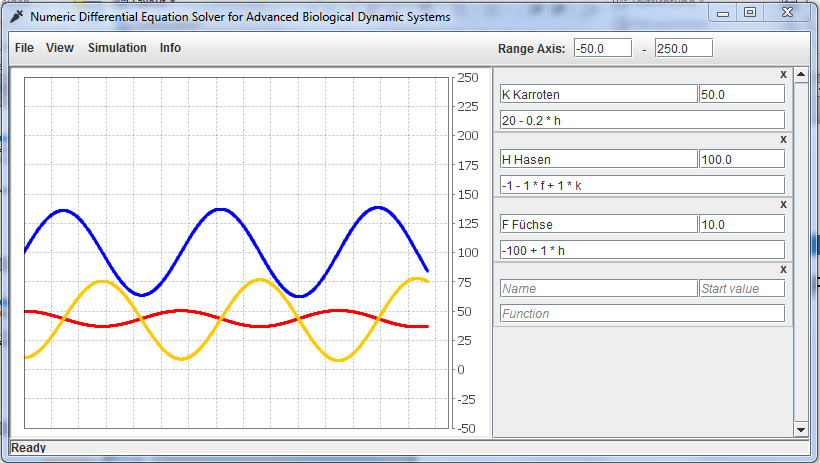 Numeric Differential Equation Solver for Advanced Biological Dynamic Systems
File View Simulation Info Range Axis: -50.0 - 250.0
250
225
200
175
150
125
100
75
50
25
0
-25
-50
x
K Karroten 50.0
20 - 0.2 * h
x
H Hasen 100.0
-1 - 1 * f + 1 * k
x
F Füchse 10.0
-100 + 1 * h
x
Name Start value
Function
Ready